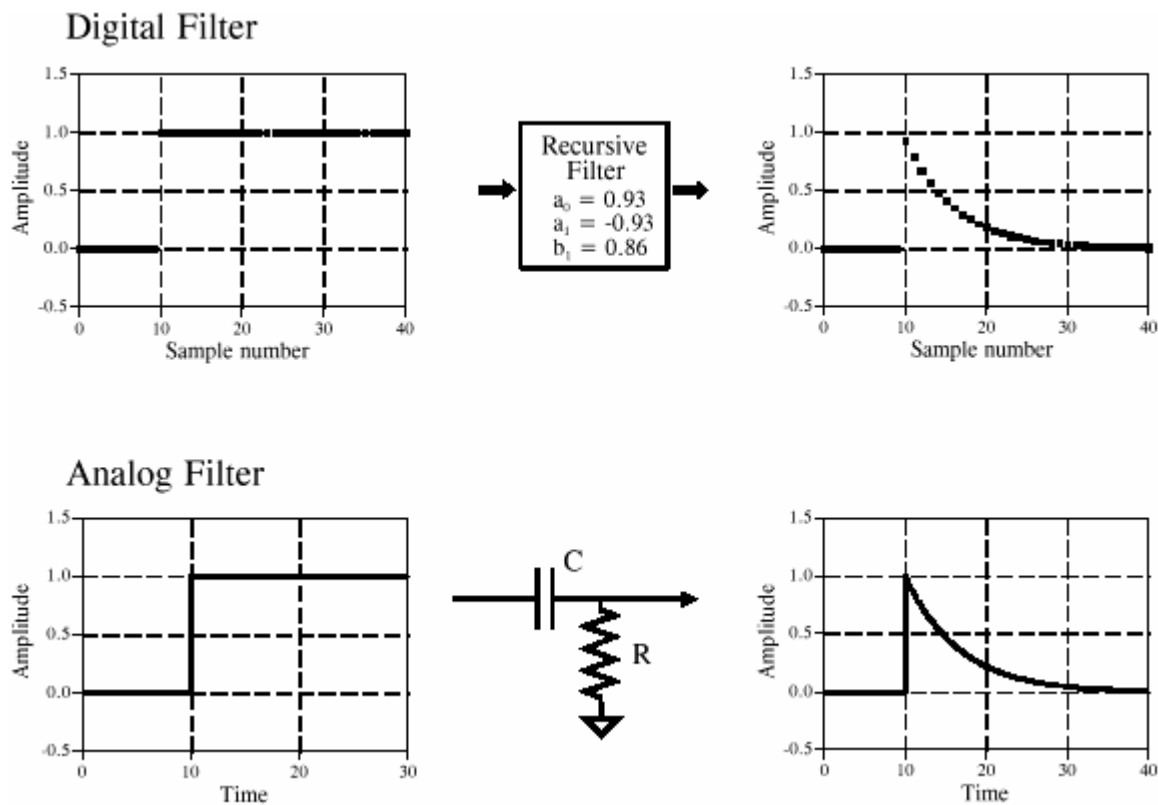 Digital Filter
1.5
1.0
0.5
0.0
-0.5
Amplitude
0 10 20 30 40
Sample number
Recursive
Filter
a0 = 0.93
a1 = -0.93
b1 = 0.86
1.5
1.0
0.5
0.0
-0.5
Amplitude
0 10 20 30 40
Sample number
Analog Filter
1.5
1.0
0.5
0.0
-0.5
Amplitude
0 10 20 30
Time
C
R
1.5
1.0
0.5
0.0
-0.5
Amplitude
0 10 20 30 40
Time